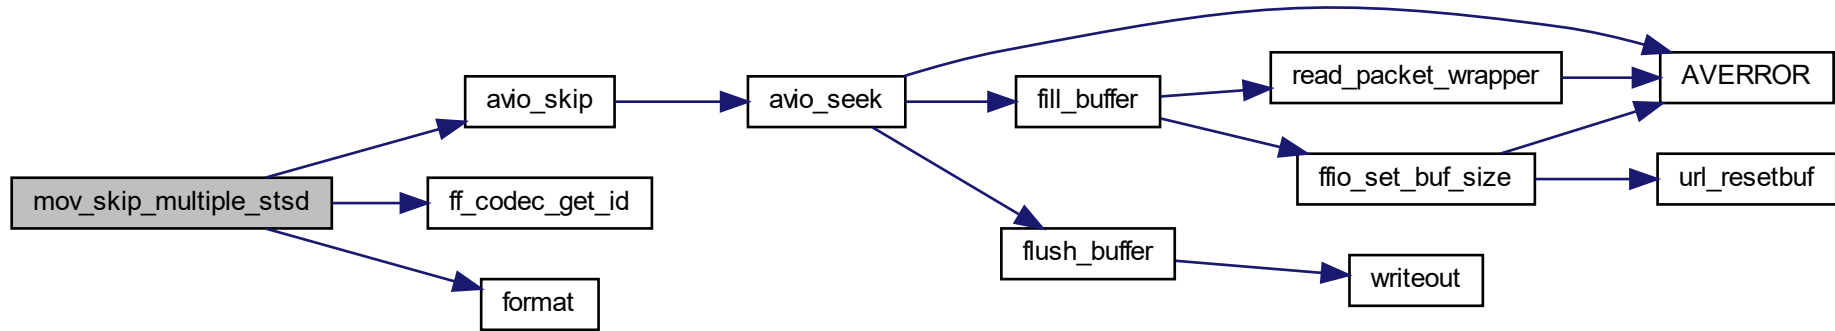 mov_skip_multiple_stsd
avio_skip
ff_codec_get_id
format
avio_seek
fill_buffer
flush_buffer
read_packet_wrapper
ffio_set_buf_size
writeout
AVERROR
url_resetbuf